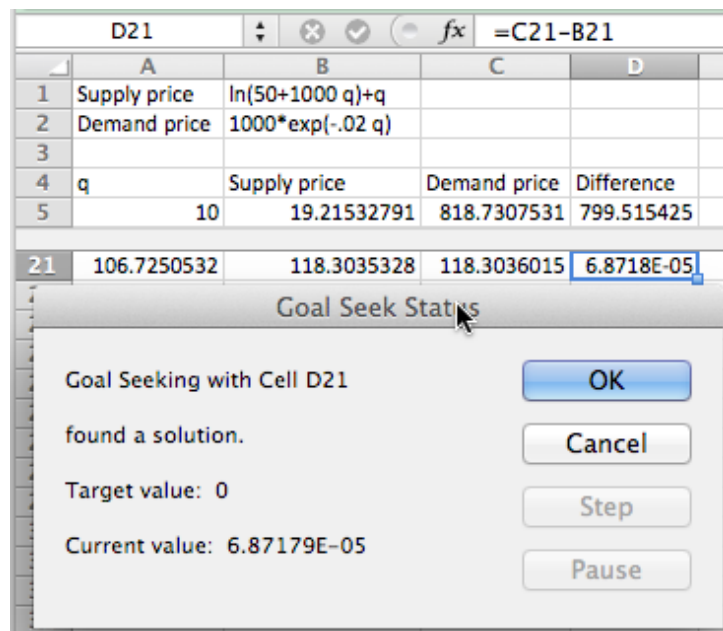 D21 fx =C21-B21
A B C D
1 Supply price ln(50+1000 q)+q
2 Demand price 1000*exp(-.02 q)
3
4 q Supply price Demand price Difference
5 10 19.21532791 818.7307531 799.515425
21 106.7250532 118.3035328 118.3036015 6.8718E-05
Goal Seek Status
Goal Seeking with Cell D21
found a solution.
Target value: 0
Current value: 6.87179E-05
OK
Cancel
Step
Pause